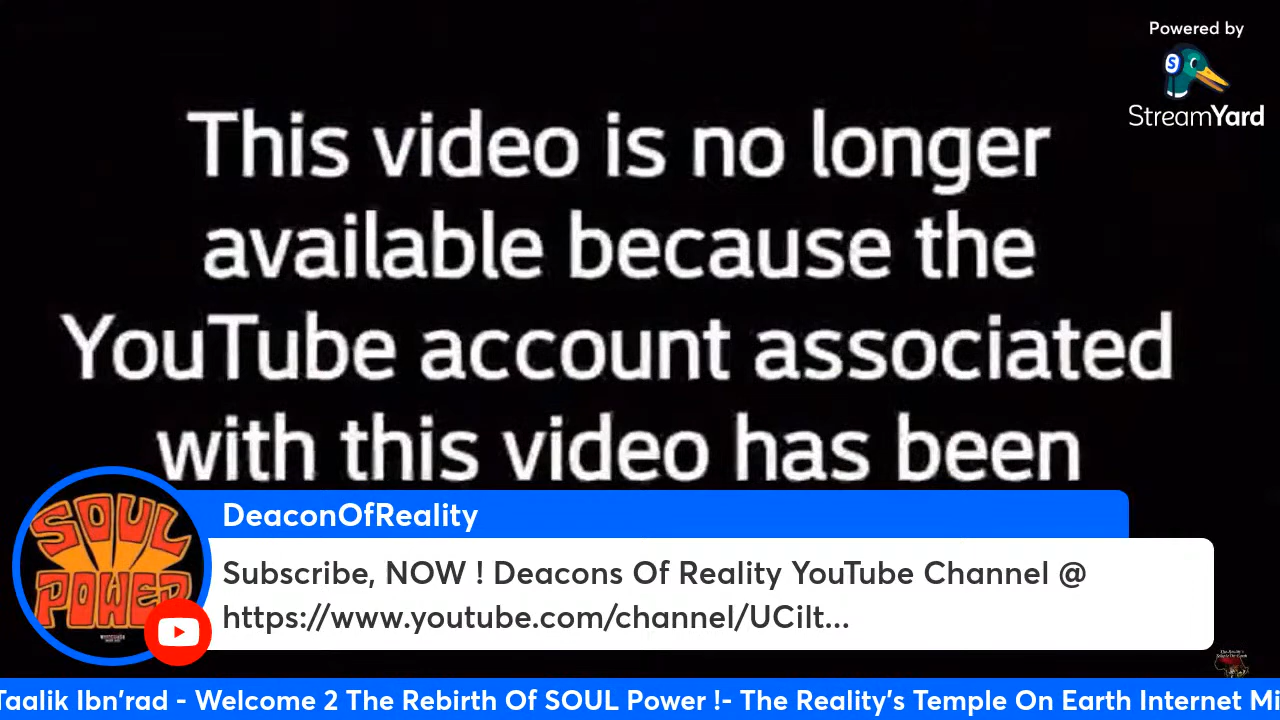 Powered by
StreamYard
This video is no longer
available because the
YouTube account associated
with this video has been
SOUL
POWER
DeaconOfReality
Subscribe, NOW ! Deacons Of Reality YouTube Channel @
https://www.youtube.com/channel/UCiIt...
Taalik Ibn'rad - Welcome 2 The Rebirth Of SOUL Power !- The Reality's Temple On Earth Internet Mi